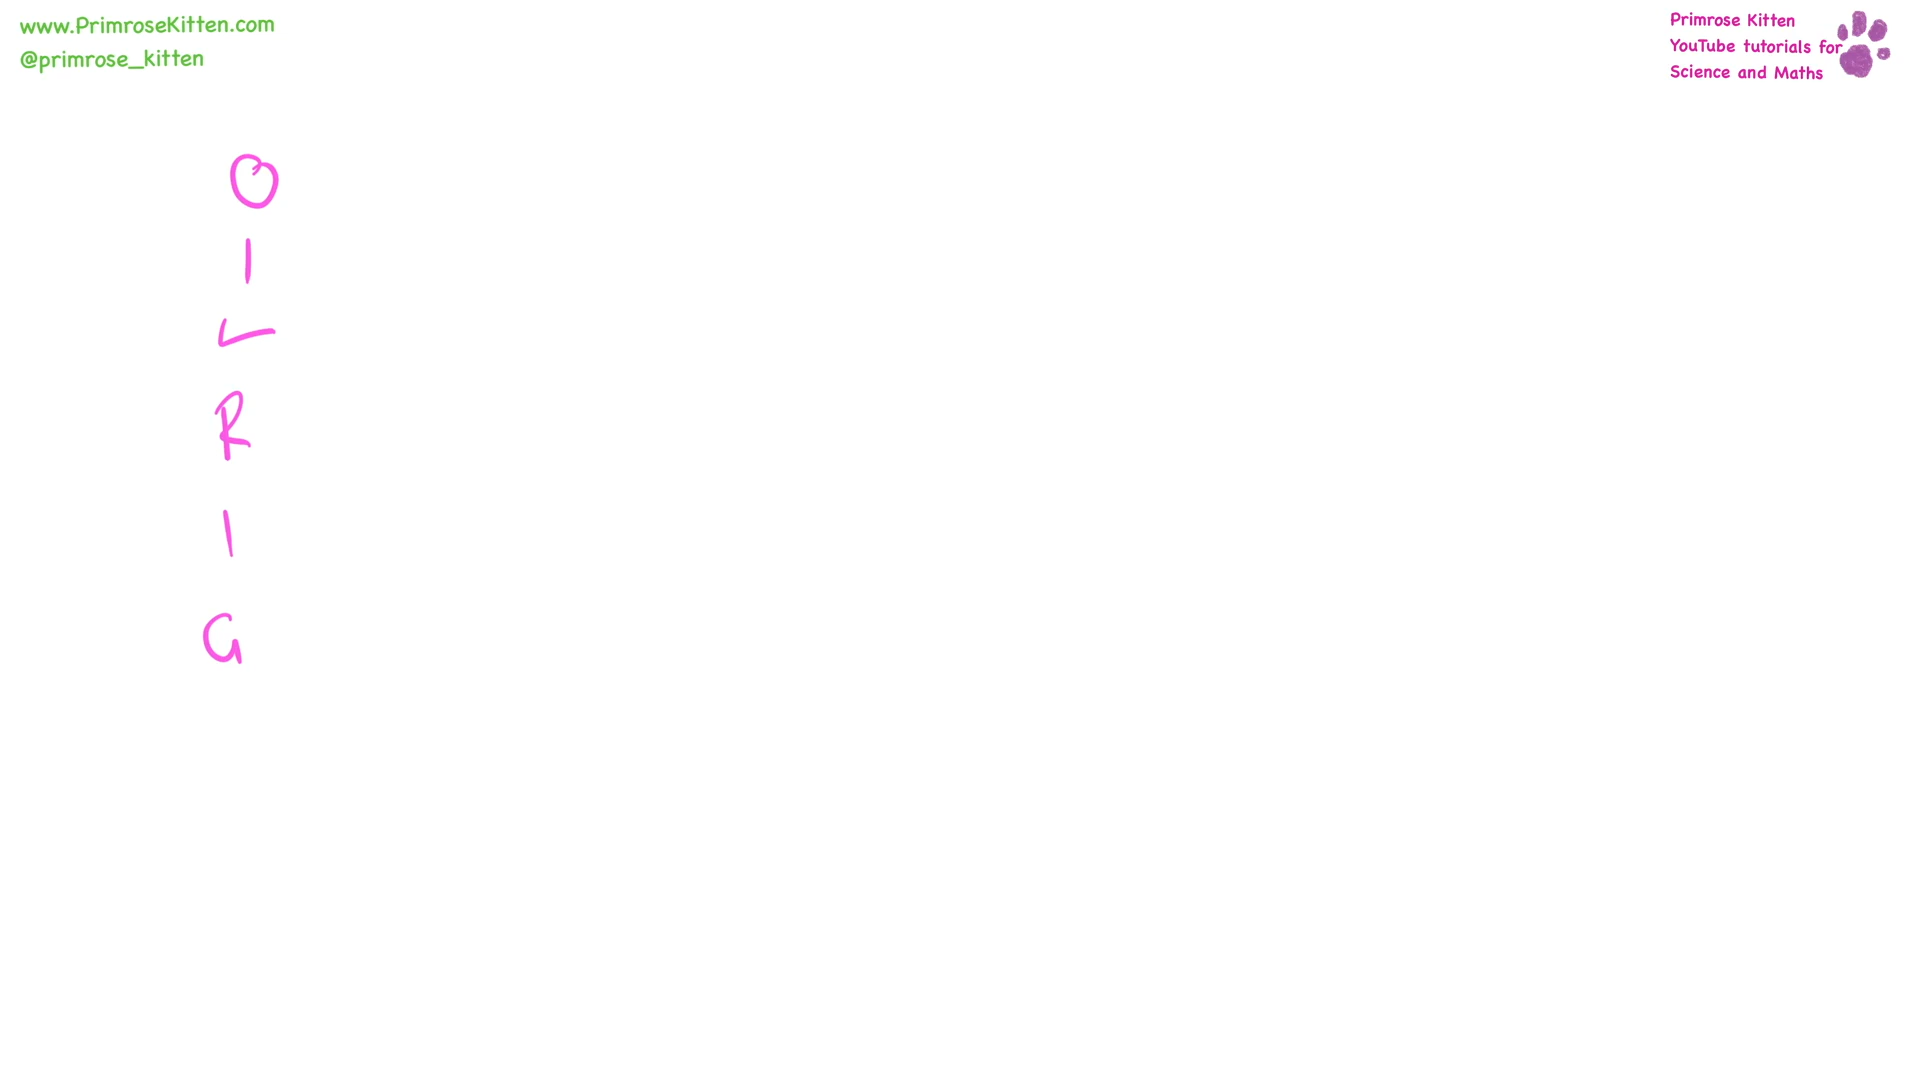 www.PrimroseKitten.com
@primrose_kitten
Primrose Kitten
YouTube tutorials for
Science and Maths
O
I
L
R
I
G